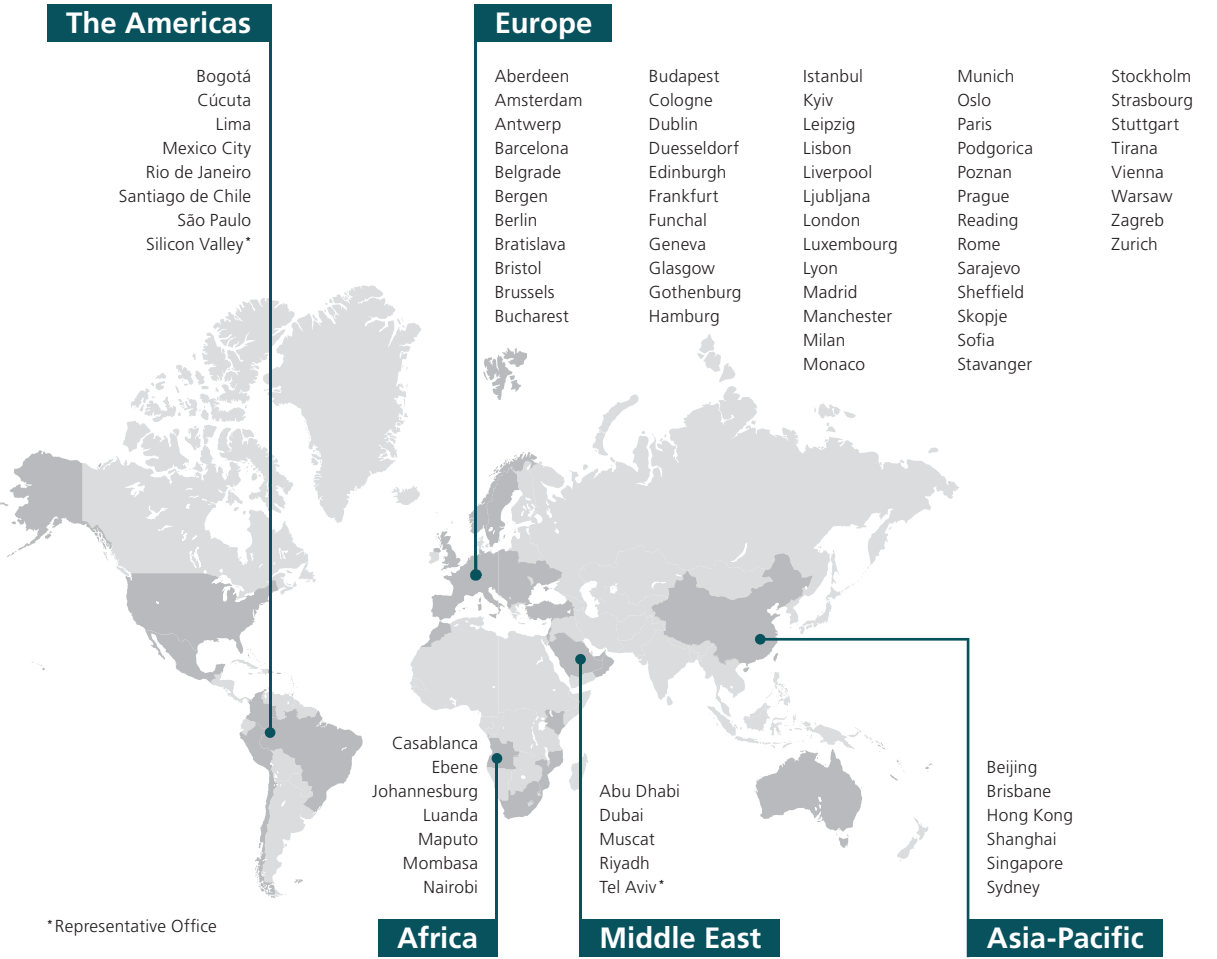 The Americas
Bogotá
Cúcuta
Lima
Mexico City
Rio de Janeiro
Santiago de Chile
São Paulo
Silicon Valley*
Europe
Aberdeen
Amsterdam
Antwerp
Barcelona
Belgrade
Bergen
Berlin
Bratislava
Bristol
Brussels
Bucharest
Budapest
Cologne
Dublin
Duesseldorf
Edinburgh
Frankfurt
Funchal
Geneva
Glasgow
Gothenburg
Hamburg
Istanbul
Kyiv
Leipzig
Lisbon
Liverpool
Ljubljana
London
Luxembourg
Lyon
Madrid
Manchester
Milan
Monaco
Munich
Oslo
Paris
Podgorica
Poznan
Prague
Reading
Rome
Sarajevo
Sheffield
Skopje
Sofia
Stavanger
Stockholm
Strasbourg
Stuttgart
Tirana
Vienna
Warsaw
Zagreb
Zurich
Casablanca
Ebene
Johannesburg
Luanda
Maputo
Mombasa
Nairobi
Africa
Abu Dhabi
Dubai
Muscat
Riyadh
Tel Aviv*
Middle East
Beijing
Brisbane
Hong Kong
Shanghai
Singapore
Sydney
Asia-Pacific
*Representative Office